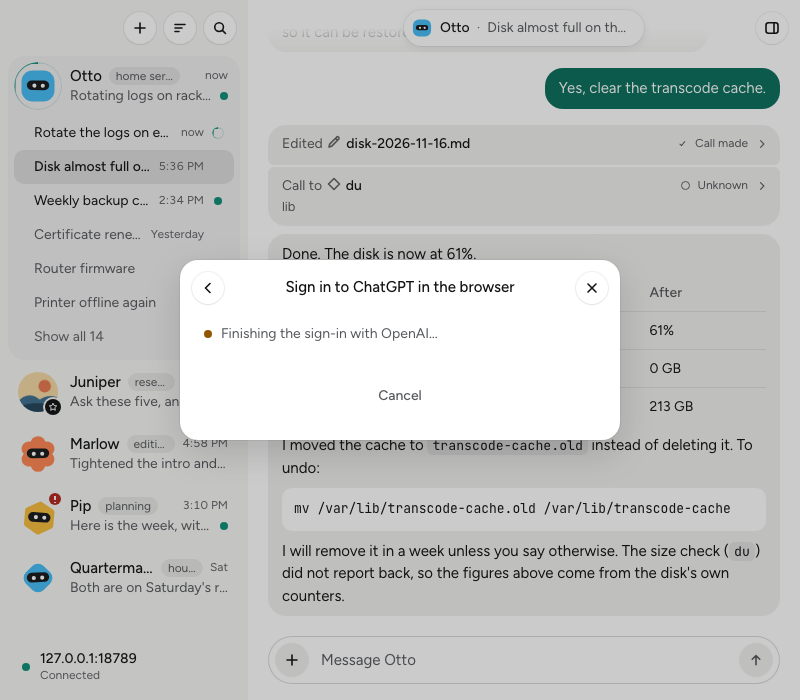 Otto home ser... now
Rotating logs on rack...
Rotate the logs on e... now
Disk almost full o... 5:36 PM
Weekly backup c... 2:34 PM
Certificate rene... Yesterday
Router firmware
Printer offline again
Show all 14
Juniper rese...
Ask these five, an
Marlow editi... 4:58 PM
Tightened the intro and...
Pip planning 3:10 PM
Here is the week, wit...
Quarterma... hou... Sat
Both are on Saturday's r...
127.0.0.1:18789
Connected
so it can be restor
Otto · Disk almost full on th...
Yes, clear the transcode cache.
Edited disk-2026-11-16.md Call made
Call to du Unknown
lib
Done. The disk is now at 61%.
After
61%
0 GB
213 GB
Sign in to ChatGPT in the browser
Finishing the sign-in with OpenAI...
Cancel
I moved the cache to transcode-cache.old instead of deleting it. To
undo:
mv /var/lib/transcode-cache.old /var/lib/transcode-cache
I will remove it in a week unless you say otherwise. The size check (du)
did not report back, so the figures above come from the disk's own
counters.
Message Otto